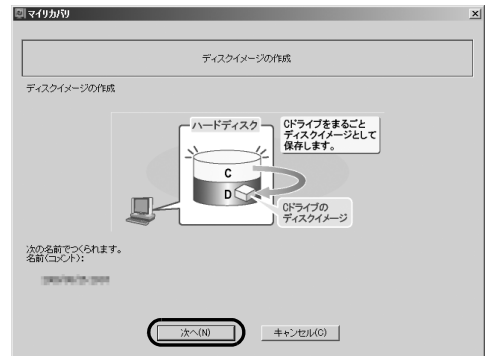 マイリカバリ
ディスクイメージの作成
ディスクイメージの作成
ハードディスク
Cドライブをまるごと
ディスクイメージとして
保存します。
C
D
Cドライブの
ディスクイメージ
次の名前でつくられます。
名前(コメント):
次へ(N)
キャンセル(C)